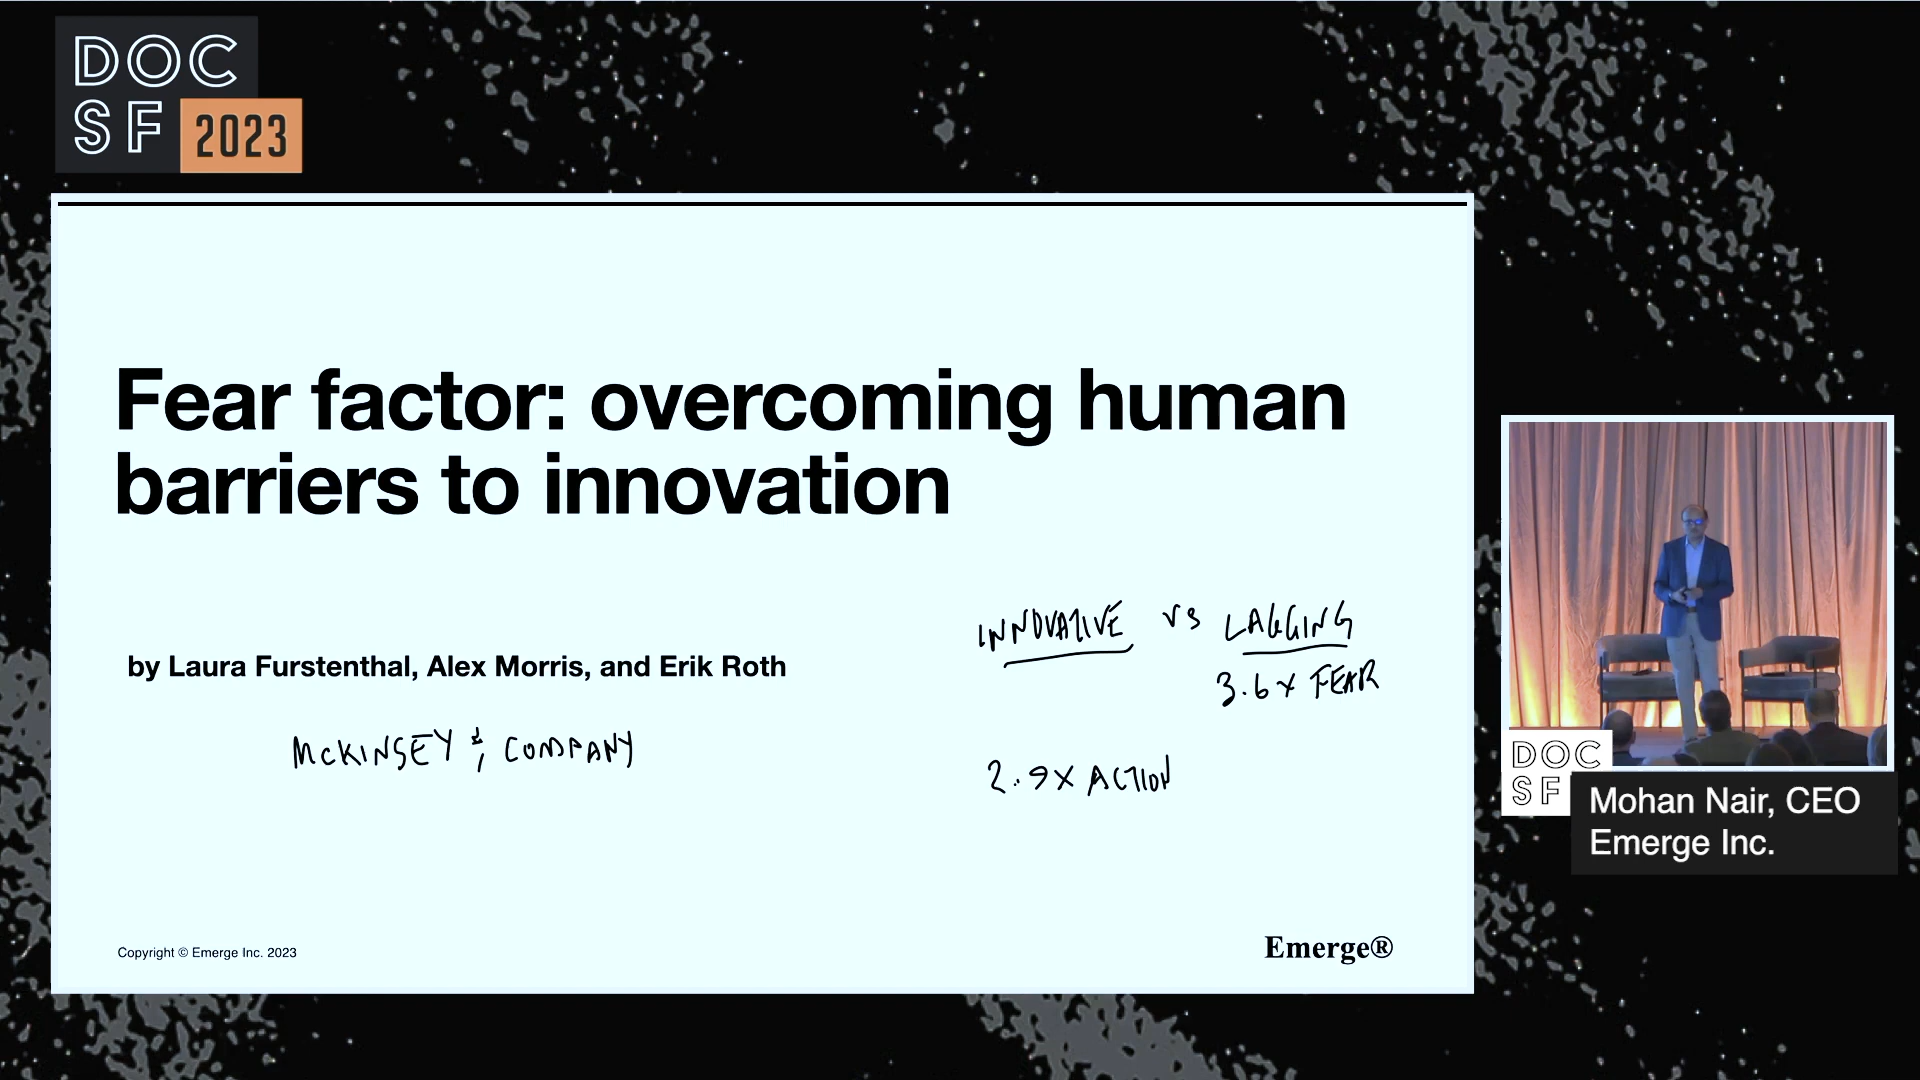 DOC
SF 2023
Fear factor: overcoming human
barriers to innovation
by Laura Furstenthal, Alex Morris, and Erik Roth
McKINSEY & COMPANY
INNOVATIVE vs LAGGING
3.6x FEAR
2.9x ACTION
Copyright © Emerge Inc. 2023
Emerge®
DOC
SF
Mohan Nair, CEO
Emerge Inc.